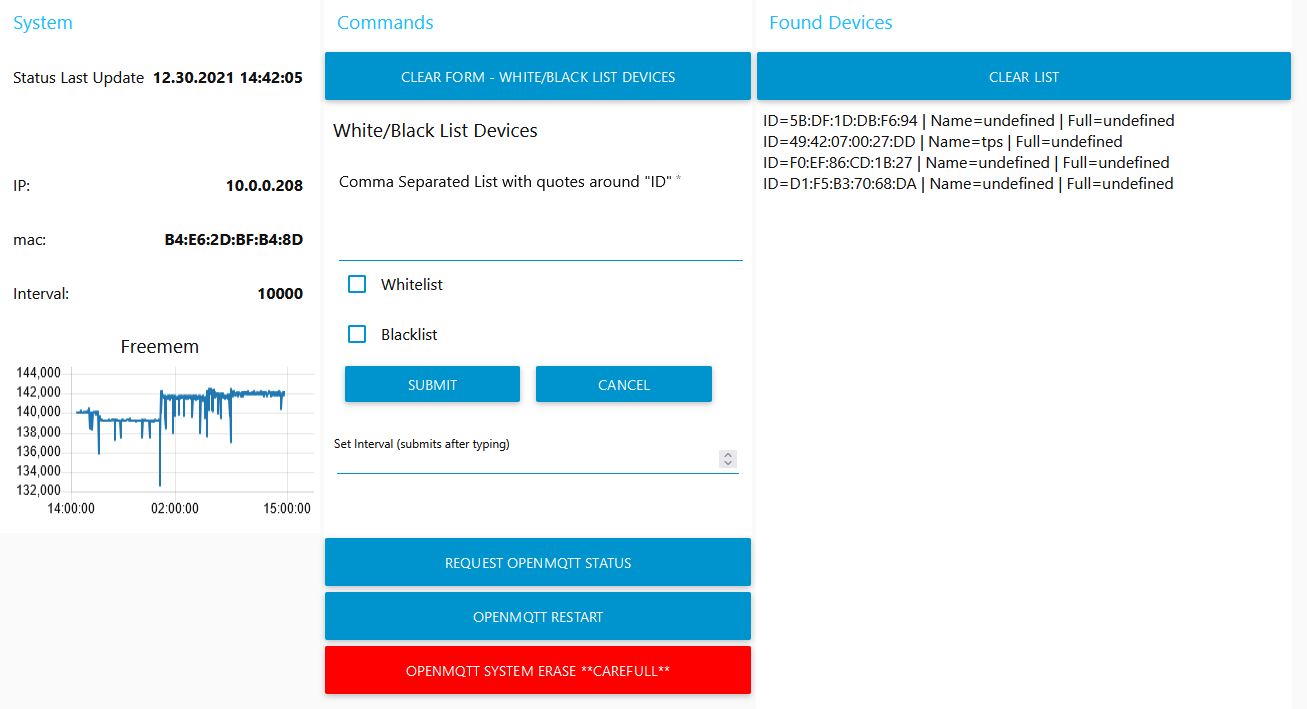 System
Status Last Update 12.30.2021 14:42:05
IP: 10.0.0.208
mac: B4:E6:2D:BF:B4:8D
Interval: 10000
Freemem
144,000
142,000
140,000
138,000
136,000
134,000
132,000
14:00:00 02:00:00 15:00:00
Commands
CLEAR FORM - WHITE/BLACK LIST DEVICES
White/Black List Devices
Comma Separated List with quotes around "ID" *
Whitelist
Blacklist
SUBMIT CANCEL
Set Interval (submits after typing)
REQUEST OPENMQTT STATUS
OPENMQTT RESTART
OPENMQTT SYSTEM ERASE **CAREFULL**
Found Devices
CLEAR LIST
ID=5B:DF:1D:DB:F6:94 | Name=undefined | Full=undefined
ID=49:42:07:00:27:DD | Name=tps | Full=undefined
ID=F0:EF:86:CD:1B:27 | Name=undefined | Full=undefined
ID=D1:F5:B3:70:68:DA | Name=undefined | Full=undefined